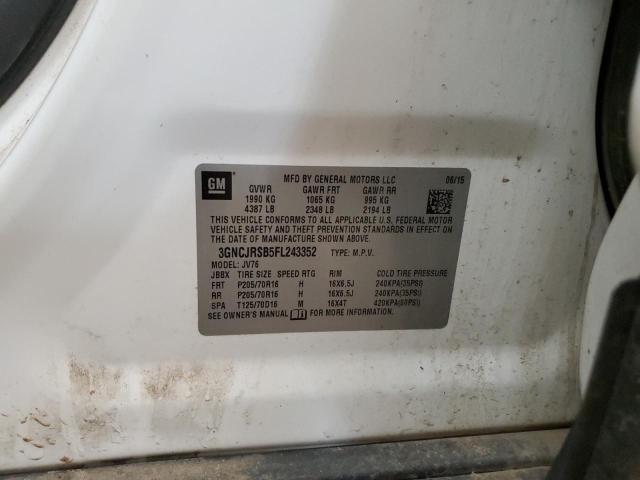 GM
MFD BY GENERAL MOTORS LLC 06/15
GVWR GAWR FRT GAWR RR
1990 KG 1065 KG 995 KG
4387 LB 2348 LB 2194 LB
THIS VEHICLE CONFORMS TO ALL APPLICABLE U.S. FEDERAL MOTOR
VEHICLE SAFETY AND THEFT PREVENTION STANDARDS IN EFFECT
ON THE DATE OF MANUFACTURE SHOWN ABOVE.
3GNCJRSB5FL243352 TYPE: M.P.V.
MODEL: JV76
JBBX TIRE SIZE SPEED RTG RIM COLD TIRE PRESSURE
FRT P205/70R16 H 16X6.5J 240KPA(35PSI)
RR P205/70R16 H 16X6.5J 240KPA(35PSI)
SPA T125/70D16 M 16X4T 420KPA(60PSI)
SEE OWNER'S MANUAL FOR MORE INFORMATION.